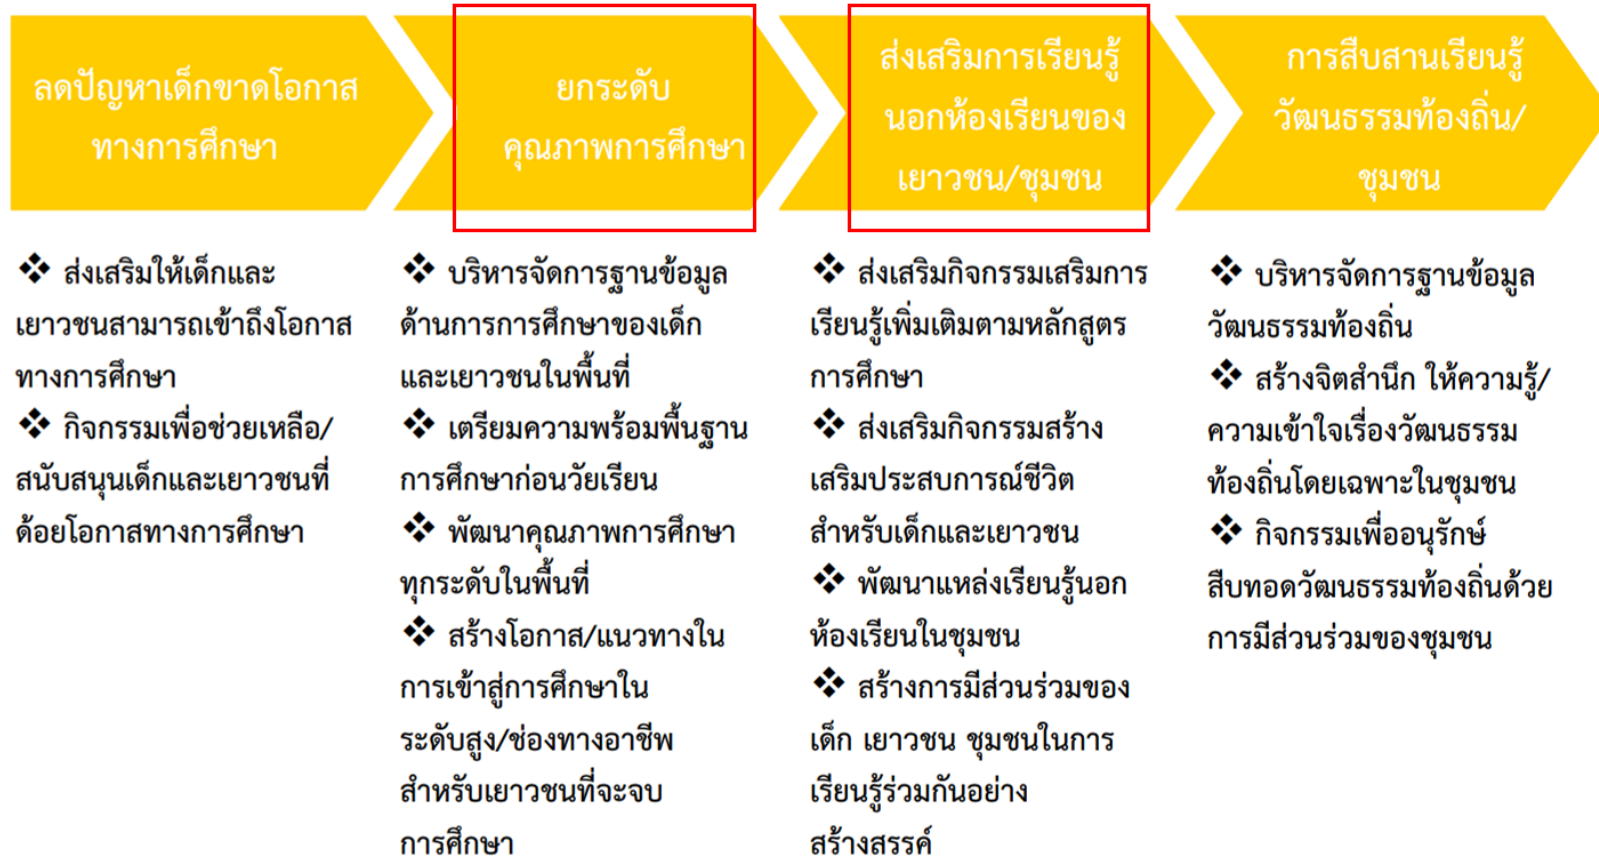 ลดปัญหาเด็กขาดโอกาส
ทางการศึกษา
ยกระดับ
คุณภาพการศึกษา
ส่งเสริมการเรียนรู้
นอกห้องเรียนของ
เยาวชน/ชุมชน
การสืบสานเรียนรู้
วัฒนธรรมท้องถิ่น/
ชุมชน
❖ ส่งเสริมให้เด็กและ
เยาวชนสามารถเข้าถึงโอกาส
ทางการศึกษา
❖ กิจกรรมเพื่อช่วยเหลือ/
สนับสนุนเด็กและเยาวชนที่
ด้อยโอกาสทางการศึกษา
❖ บริหารจัดการฐานข้อมูล
ด้านการการศึกษาของเด็ก
และเยาวชนในพื้นที่
❖ เตรียมความพร้อมพื้นฐาน
การศึกษาก่อนวัยเรียน
❖ พัฒนาคุณภาพการศึกษา
ทุกระดับในพื้นที่
❖ สร้างโอกาส/แนวทางใน
การเข้าสู่การศึกษาใน
ระดับสูง/ช่องทางอาชีพ
สำหรับเยาวชนที่จะจบ
การศึกษา
❖ ส่งเสริมกิจกรรมเสริมการ
เรียนรู้เพิ่มเติมตามหลักสูตร
การศึกษา
❖ ส่งเสริมกิจกรรมสร้าง
เสริมประสบการณ์ชีวิต
สำหรับเด็กและเยาวชน
❖ พัฒนาแหล่งเรียนรู้นอก
ห้องเรียนในชุมชน
❖ สร้างการมีส่วนร่วมของ
เด็ก เยาวชน ชุมชนในการ
เรียนรู้ร่วมกันอย่าง
สร้างสรรค์
❖ บริหารจัดการฐานข้อมูล
วัฒนธรรมท้องถิ่น
❖ สร้างจิตสำนึก ให้ความรู้/
ความเข้าใจเรื่องวัฒนธรรม
ท้องถิ่นโดยเฉพาะในชุมชน
❖ กิจกรรมเพื่ออนุรักษ์
สืบทอดวัฒนธรรมท้องถิ่นด้วย
การมีส่วนร่วมของชุมชน